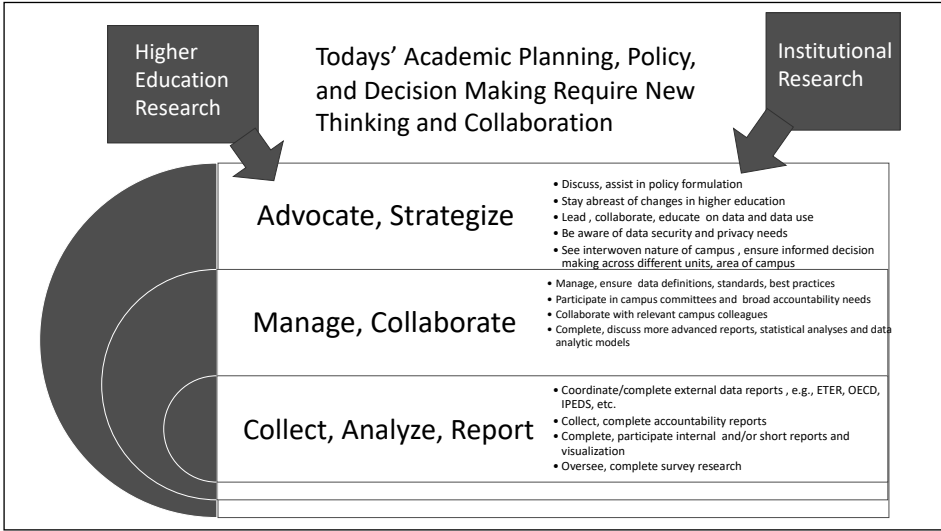 Higher
Education
Research
Todays' Academic Planning, Policy,
and Decision Making Require New
Thinking and Collaboration
Institutional
Research
Advocate, Strategize
• Discuss, assist in policy formulation
• Stay abreast of changes in higher education
• Lead , collaborate, educate on data and data use
• Be aware of data security and privacy needs
• See interwoven nature of campus , ensure informed decision
making across different units, area of campus
Manage, Collaborate
• Manage, ensure data definitions, standards, best practices
• Participate in campus committees and broad accountability needs
• Collaborate with relevant campus colleagues
• Complete, discuss more advanced reports, statistical analyses and data
analytic models
Collect, Analyze, Report
• Coordinate/complete external data reports , e.g., ETER, OECD,
IPEDS, etc.
• Collect, complete accountability reports
• Complete, participate internal and/or short reports and
visualization
• Oversee, complete survey research